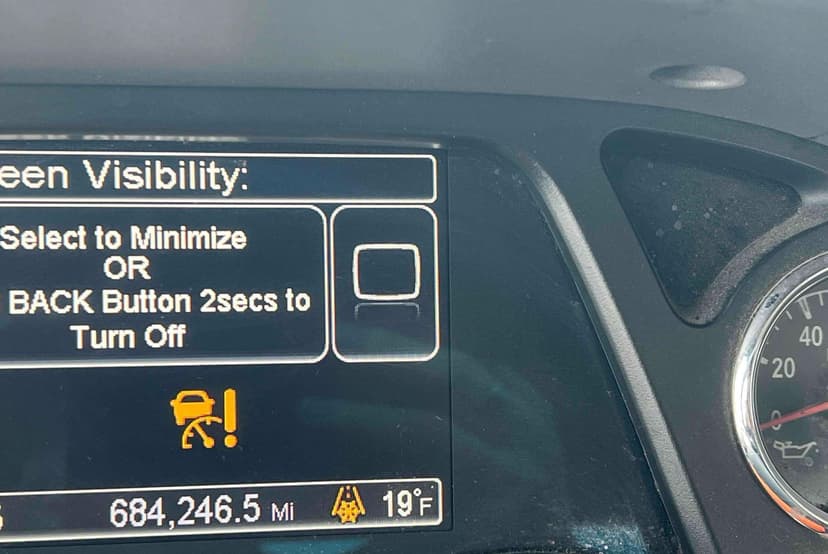 een Visibility:
Select to Minimize
OR
BACK Button 2secs to
Turn Off
684,246.5 Mi
19°F
40
20
0